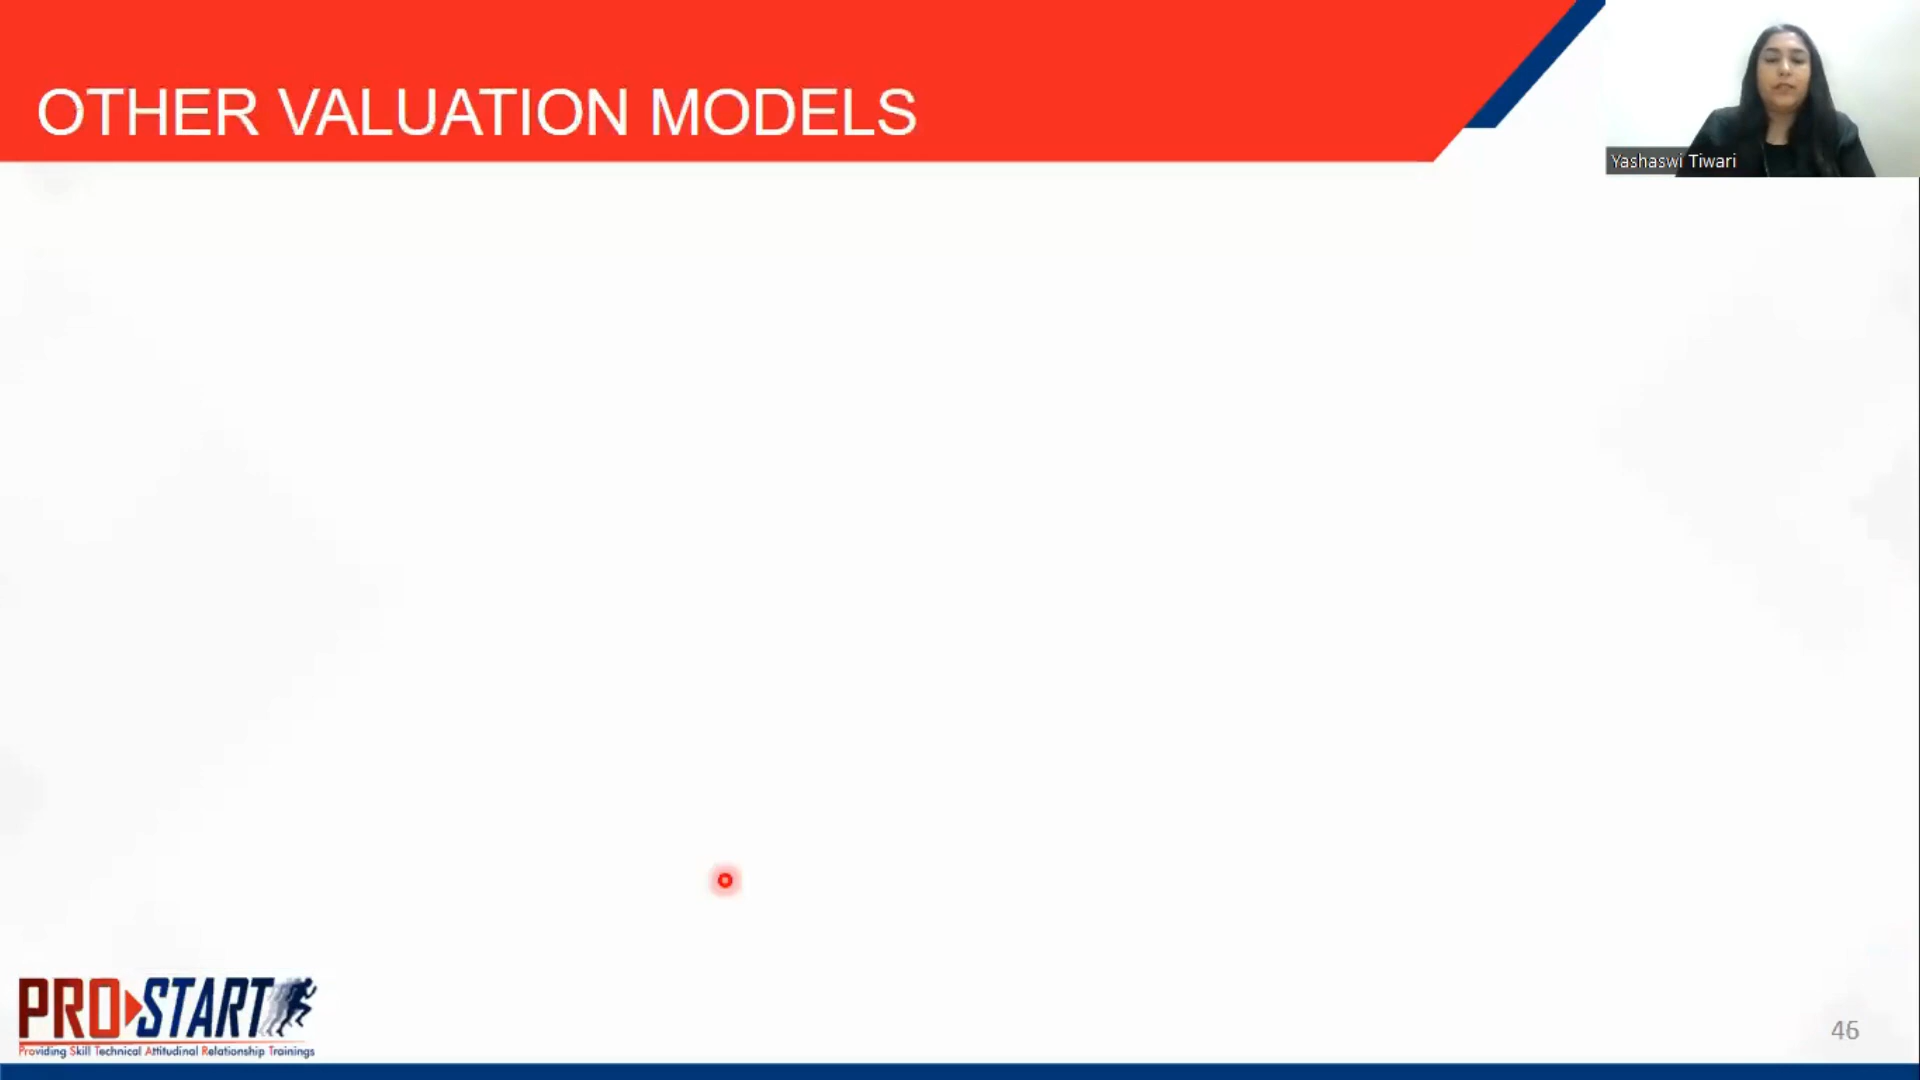 OTHER VALUATION MODELS
Yashaswi Tiwari
PRO START
Providing Skill Technical Attitudinal Relationship Trainings
46